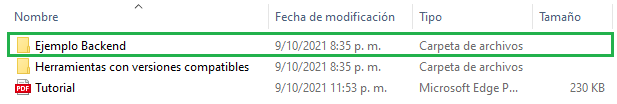 Nombre Fecha de modificación Tipo Tamaño
Ejemplo Backend 9/10/2021 8:35 p. m. Carpeta de archivos
Herramientas con versiones compatibles 9/10/2021 8:35 p. m. Carpeta de archivos
PDF Tutorial 9/10/2021 11:53 p. m. Microsoft Edge P... 230 KB